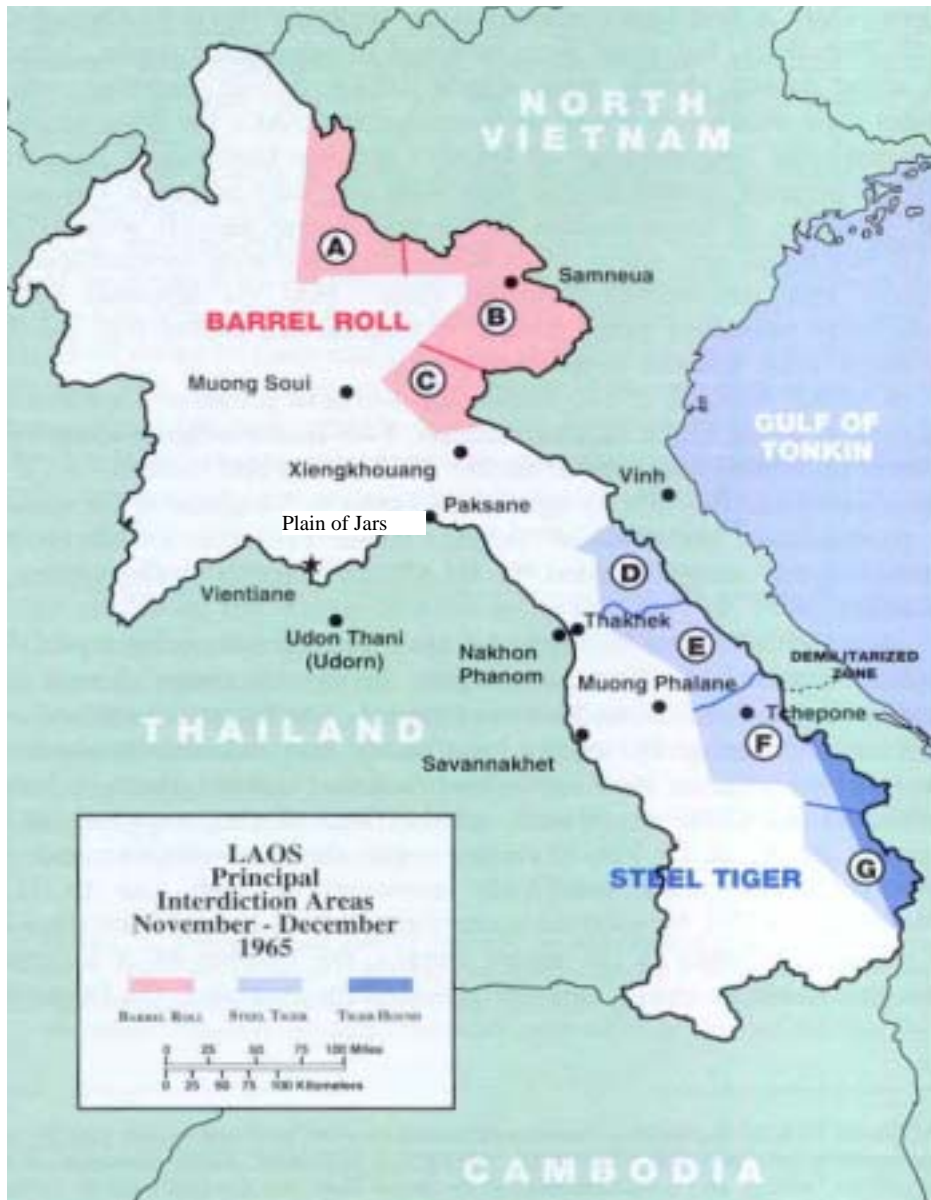 NORTH
VIETNAM
A
Samneua
BARREL ROLL
B
C
Muong Soui
GULF OF
TONKIN
Xiengkhouang
Vinh
Plain of Jars
Paksane
D
Vientiane
Thakhek
Udon Thani
(Udorn)
E
Nakhon
Phanom
DEMILITARIZED
ZONE
Muong Phalane
THAILAND
Tchepone
F
Savannakhet
LAOS
Principal
Interdiction Areas
November - December
1965
STEEL TIGER
G
BARREL ROLL STEEL TIGER TIGER HOUND
0 25 50 75 100 Miles
0 25 50 75 100 Kilometers
CAMBODIA